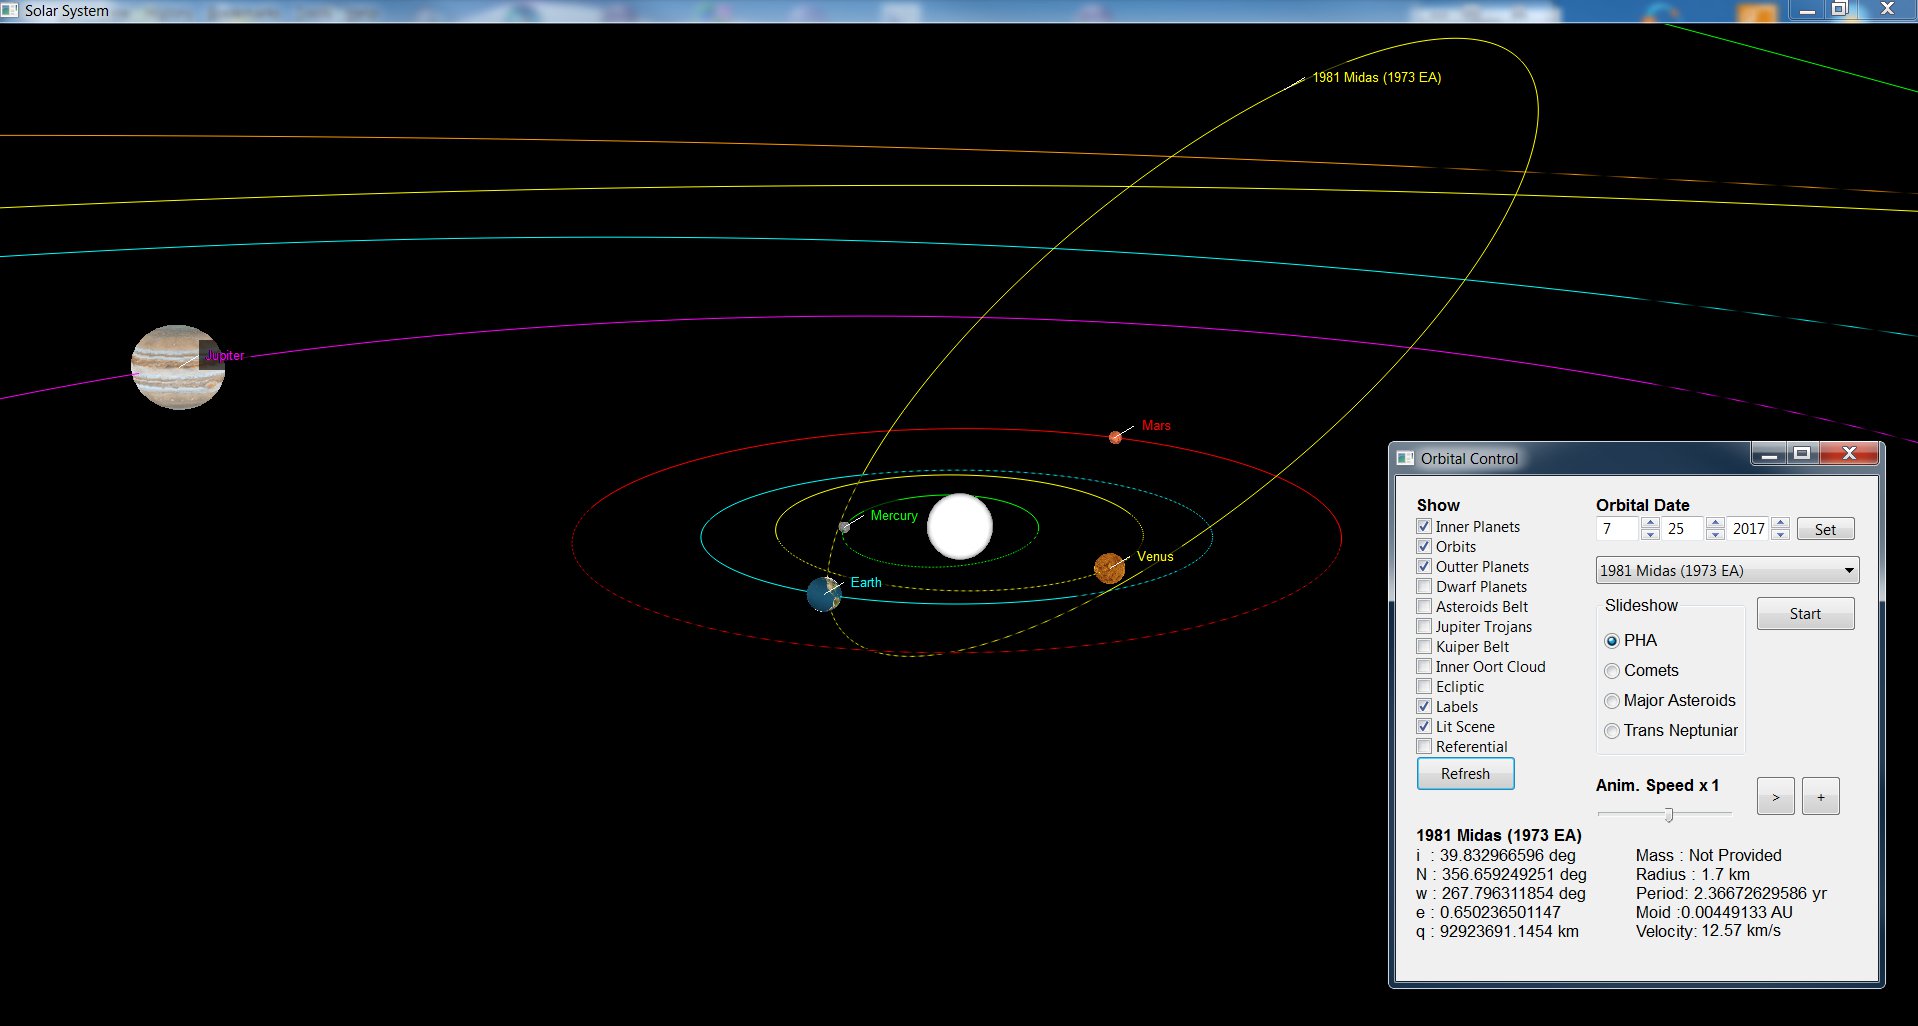 Solar System
1981 Midas (1973 EA)
Jupiter
Mars
Mercury
Venus
Earth
Orbital Control
Show
Inner Planets
Orbits
Outter Planets
Dwarf Planets
Asteroids Belt
Jupiter Trojans
Kuiper Belt
Inner Oort Cloud
Ecliptic
Labels
Lit Scene
Referential
Refresh
Orbital Date
7 25 2017 Set
1981 Midas (1973 EA)
Slideshow
Start
PHA
Comets
Major Asteroids
Trans Neptunian
Anim. Speed x 1
> +
1981 Midas (1973 EA)
i : 39.832966596 deg
N : 356.659249251 deg
w : 267.796311854 deg
e : 0.650236501147
q : 92923691.1454 km
Mass : Not Provided
Radius : 1.7 km
Period: 2.36672629586 yr
Moid :0.00449133 AU
Velocity: 12.57 km/s